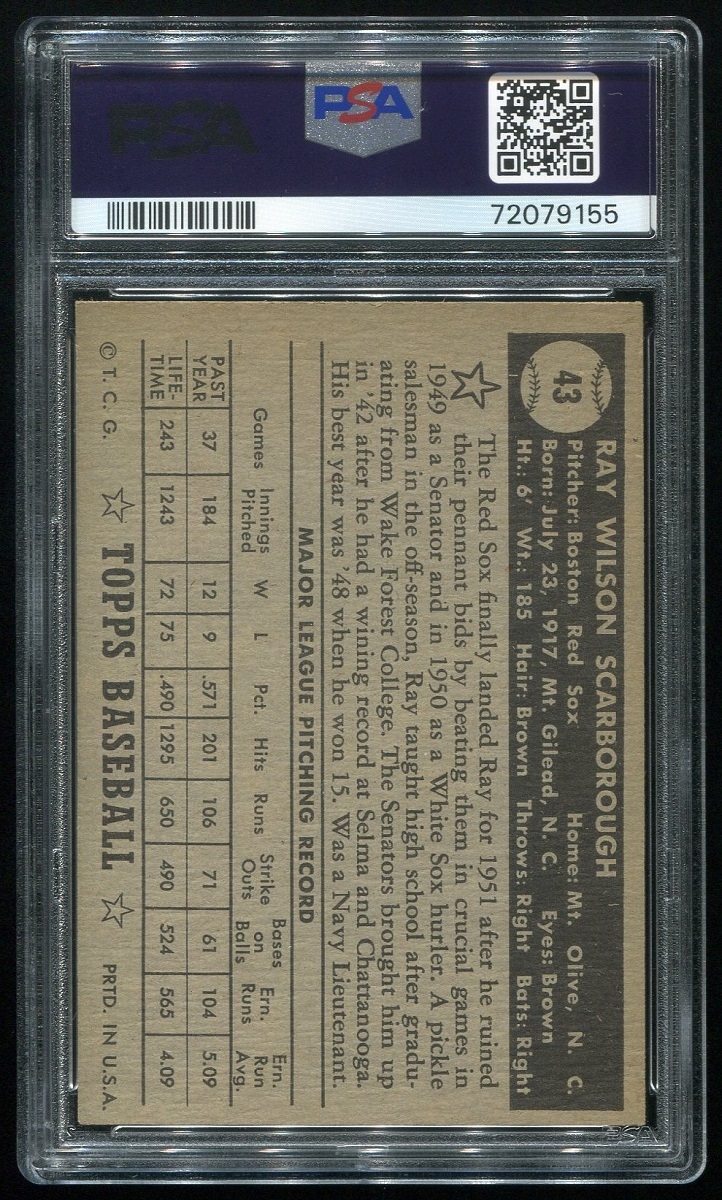 PSA
PSA
72079155
43
RAY WILSON SCARBOROUGH
Pitcher: Boston Red Sox Home: Mt. Olive, N. C.
Born: July 23, 1917, Mt. Gilead, N. C. Eyes: Brown
Ht.: 6' Wt.: 185 Hair: Brown Throws: Right Bats: Right
The Red Sox finally landed Ray for 1951 after he ruined
their pennant bids by beating them in crucial games in
1949 as a Senator and in 1950 as a White Sox hurler. A pickle
salesman in the off-season, Ray taught high school after gradu-
ating from Wake Forest College. The Senators brought him up
in '42 after he had a wining record at Selma and Chattanooga.
His best year was '48 when he won 15. Was a Navy Lieutenant.
MAJOR LEAGUE PITCHING RECORD
Games Innings Pitched W L Pct. Hits Runs Strike Outs Bases on Balls Ern. Runs Ern. Run Avg.
PAST YEAR 37 184 12 9 .571 201 106 71 61 104 5.09
LIFE-TIME 243 1243 72 75 .490 1295 650 490 524 565 4.09
© T. C. G. TOPPS BASEBALL PRTD. IN U.S.A.
PSA